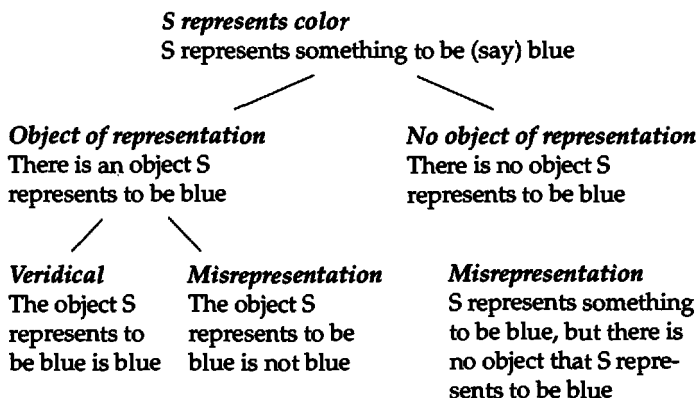 S represents color
S represents something to be (say) blue
Object of representation
There is an object S
represents to be blue
No object of representation
There is no object S
represents to be blue
Veridical
The object S
represents to
be blue is blue
Misrepresentation
The object S
represents to be
blue is not blue
Misrepresentation
S represents something
to be blue, but there is
no object that S repre-
sents to be blue